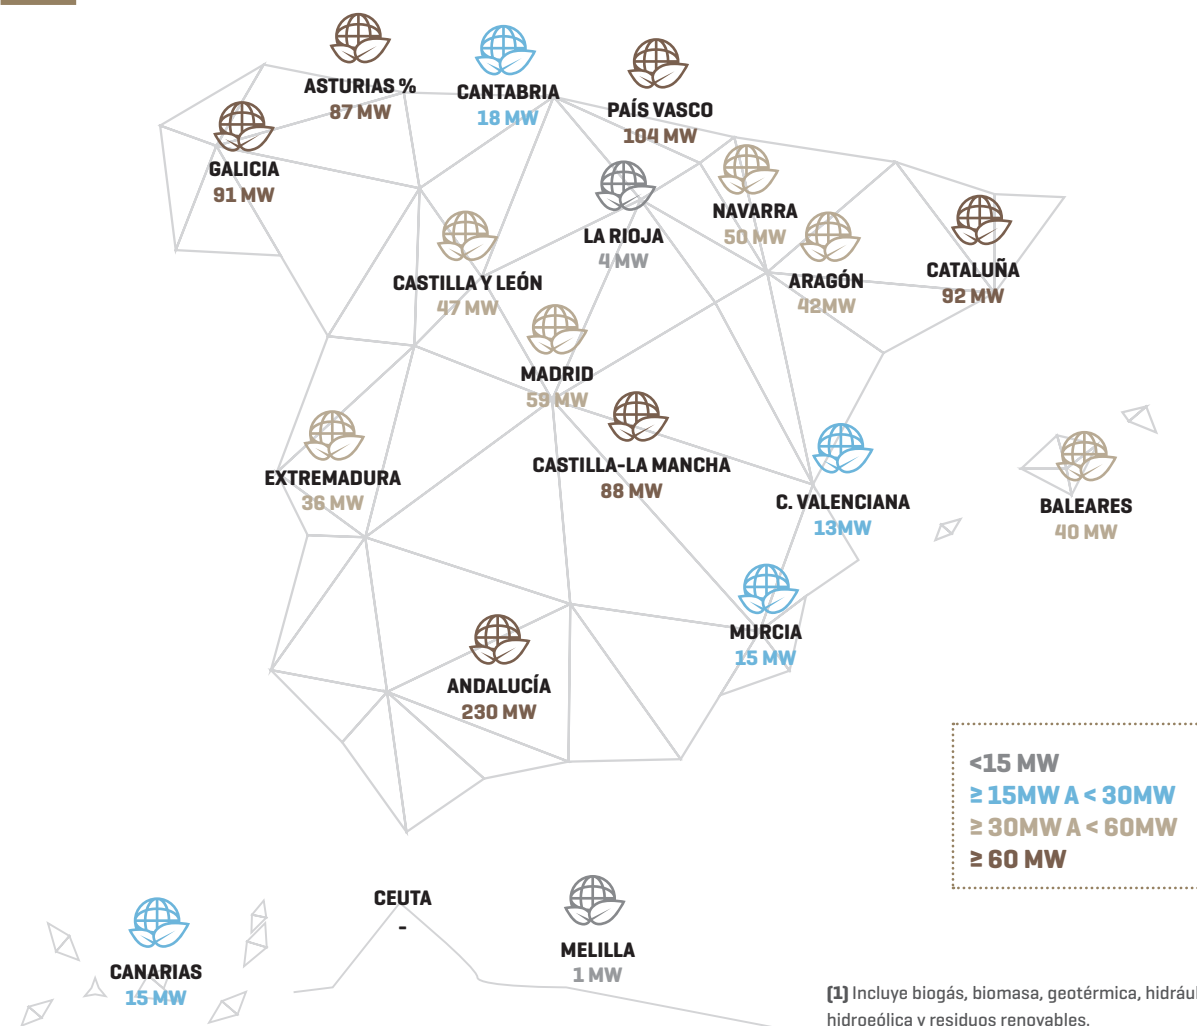 ASTURIAS %
87 MW
CANTABRIA
18 MW
PAÍS VASCO
104 MW
GALICIA
91 MW
NAVARRA
50 MW
LA RIOJA
4 MW
CASTILLA Y LEÓN
47 MW
ARAGÓN
42MW
CATALUÑA
92 MW
MADRID
59 MW
EXTREMADURA
36 MW
CASTILLA-LA MANCHA
88 MW
C. VALENCIANA
13MW
BALEARES
40 MW
MURCIA
15 MW
ANDALUCÍA
230 MW
<15 MW
≥ 15MW A < 30MW
≥ 30MW A < 60MW
≥ 60 MW
CEUTA
-
MELILLA
1 MW
CANARIAS
15 MW
(1) Incluye biogás, biomasa, geotérmica, hidrául
hidroeólica y residuos renovables.